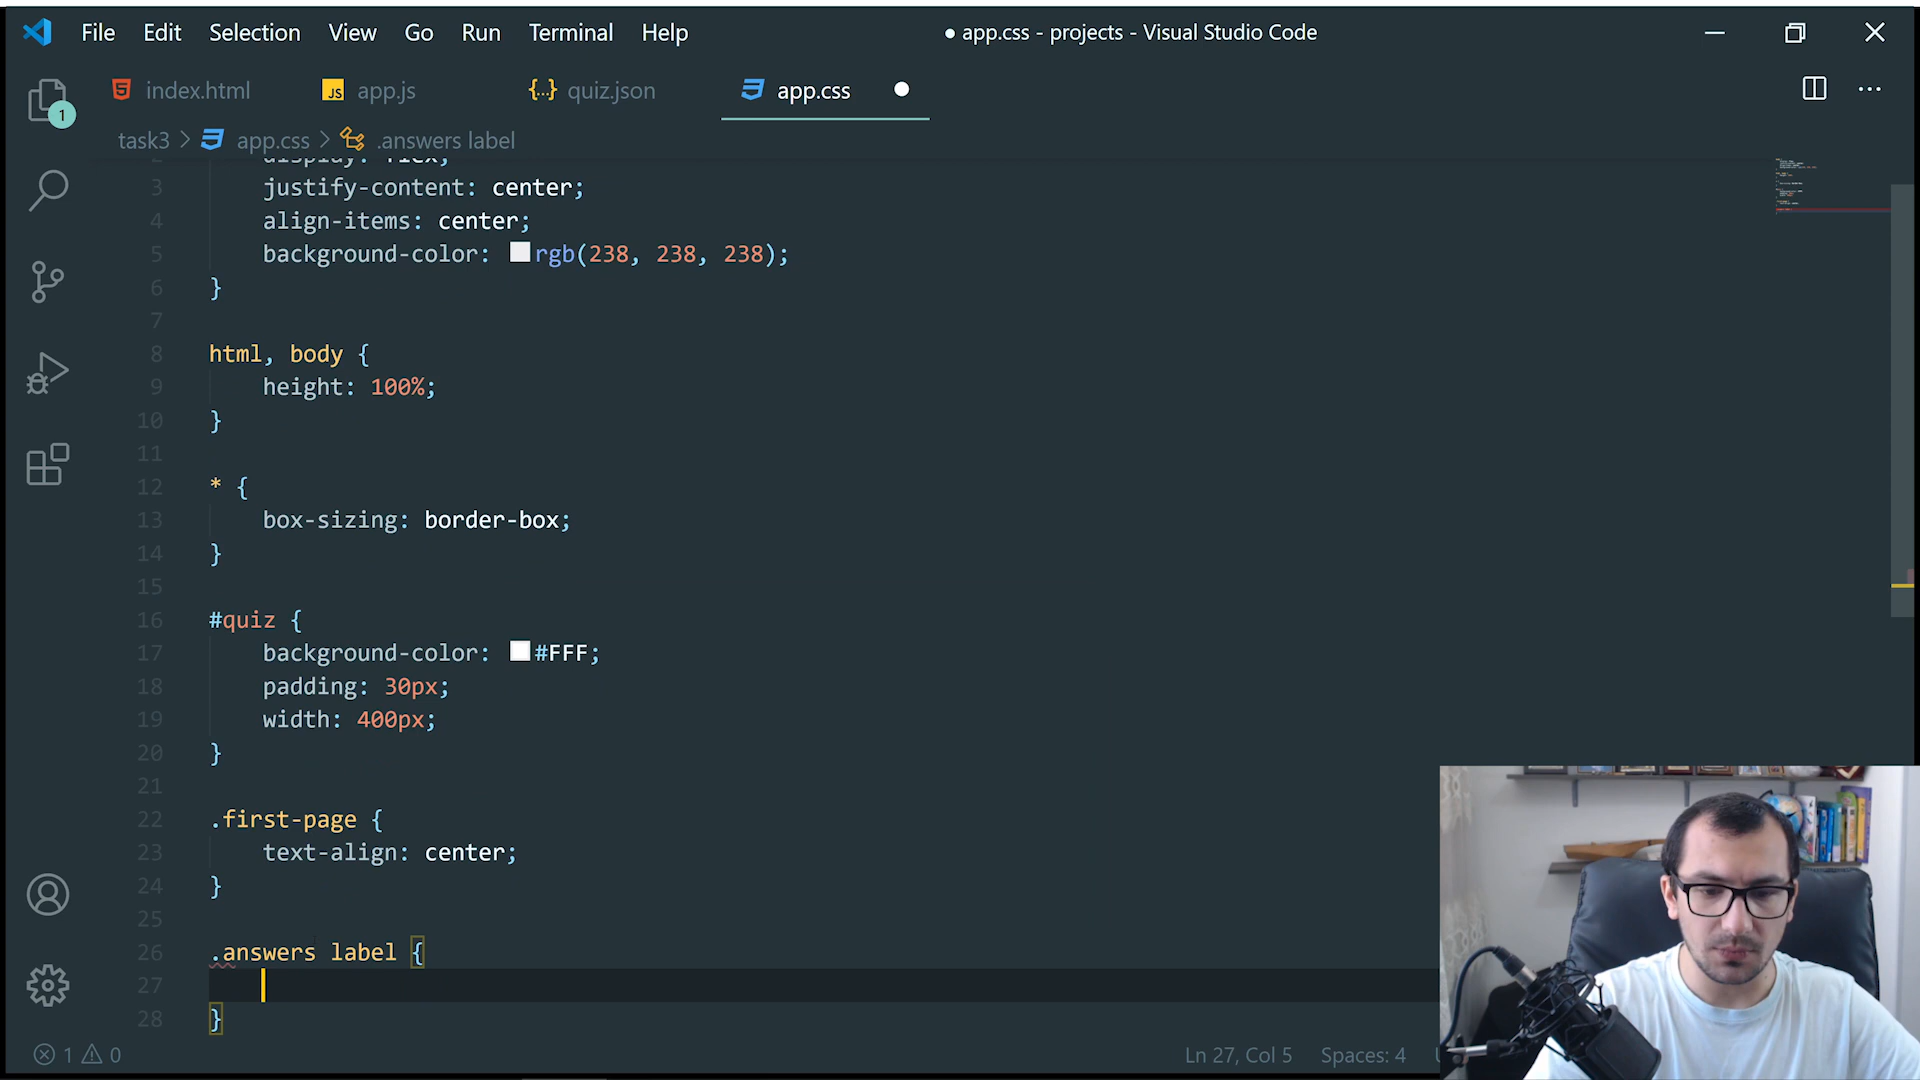 File Edit Selection View Go Run Terminal Help
● app.css - projects - Visual Studio Code
index.html
JS app.js
{..} quiz.json
app.css
1
task3 > app.css > .answers label
2 display: flex;
3 justify-content: center;
4 align-items: center;
5 background-color: rgb(238, 238, 238);
6 }
7
8 html, body {
9 height: 100%;
10 }
11
12 * {
13 box-sizing: border-box;
14 }
15
16 #quiz {
17 background-color: #FFF;
18 padding: 30px;
19 width: 400px;
20 }
21
22 .first-page {
23 text-align: center;
24 }
25
26 .answers label {
27
28 }
1 0
Ln 27, Col 5 Spaces: 4